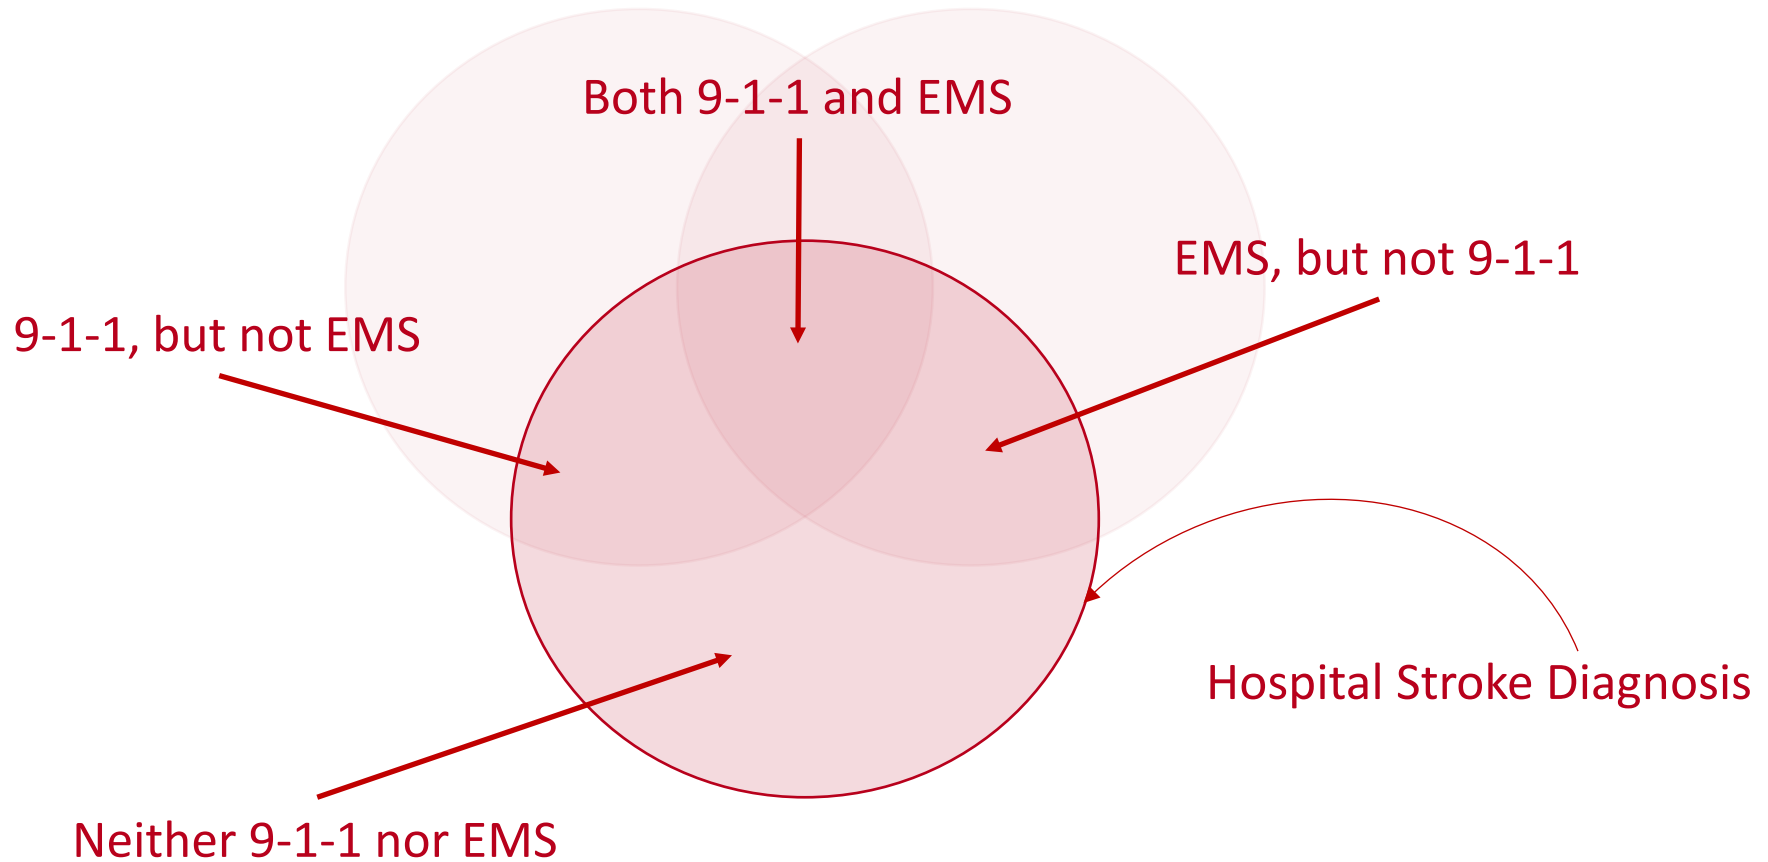 Both 9-1-1 and EMS
EMS, but not 9-1-1
9-1-1, but not EMS
Hospital Stroke Diagnosis
Neither 9-1-1 nor EMS